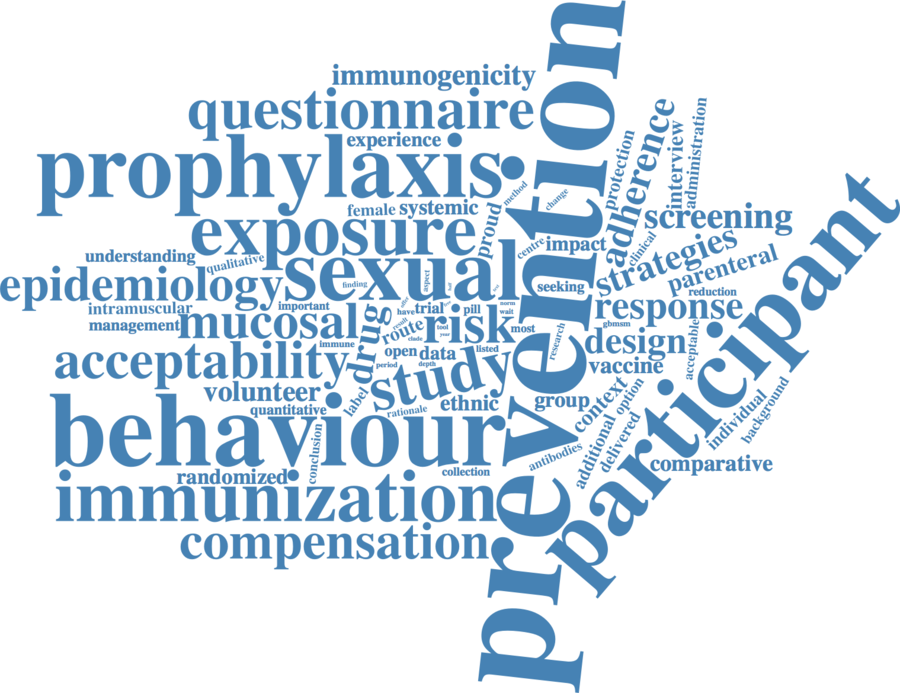 immunogenicity
questionnaire
experience
prophylaxis
prevention
method
change
protection
adherence
interview
administration
female
systemic
proud
exposure
centre
impact
clinical
screening
participant
understanding
qualitative
strategies
parenteral
epidemiology
finding
sexual
aspect
seeking
reduction
intramuscular
important
offer
have
trial
pill
norm
wait
response
management
mucosal
drug
result
route
tool
year
risk
most
gbmsm
immune
clude
research
design
acceptable
acceptability
open
data
listed
period
depth
vaccine
volunteer
label
study
context
option
quantitative
rationale
ethnic
group
individual
background
behaviour
conclusion
additional
delivered
antibodies
comparative
randomized
collection
immunization
compensation